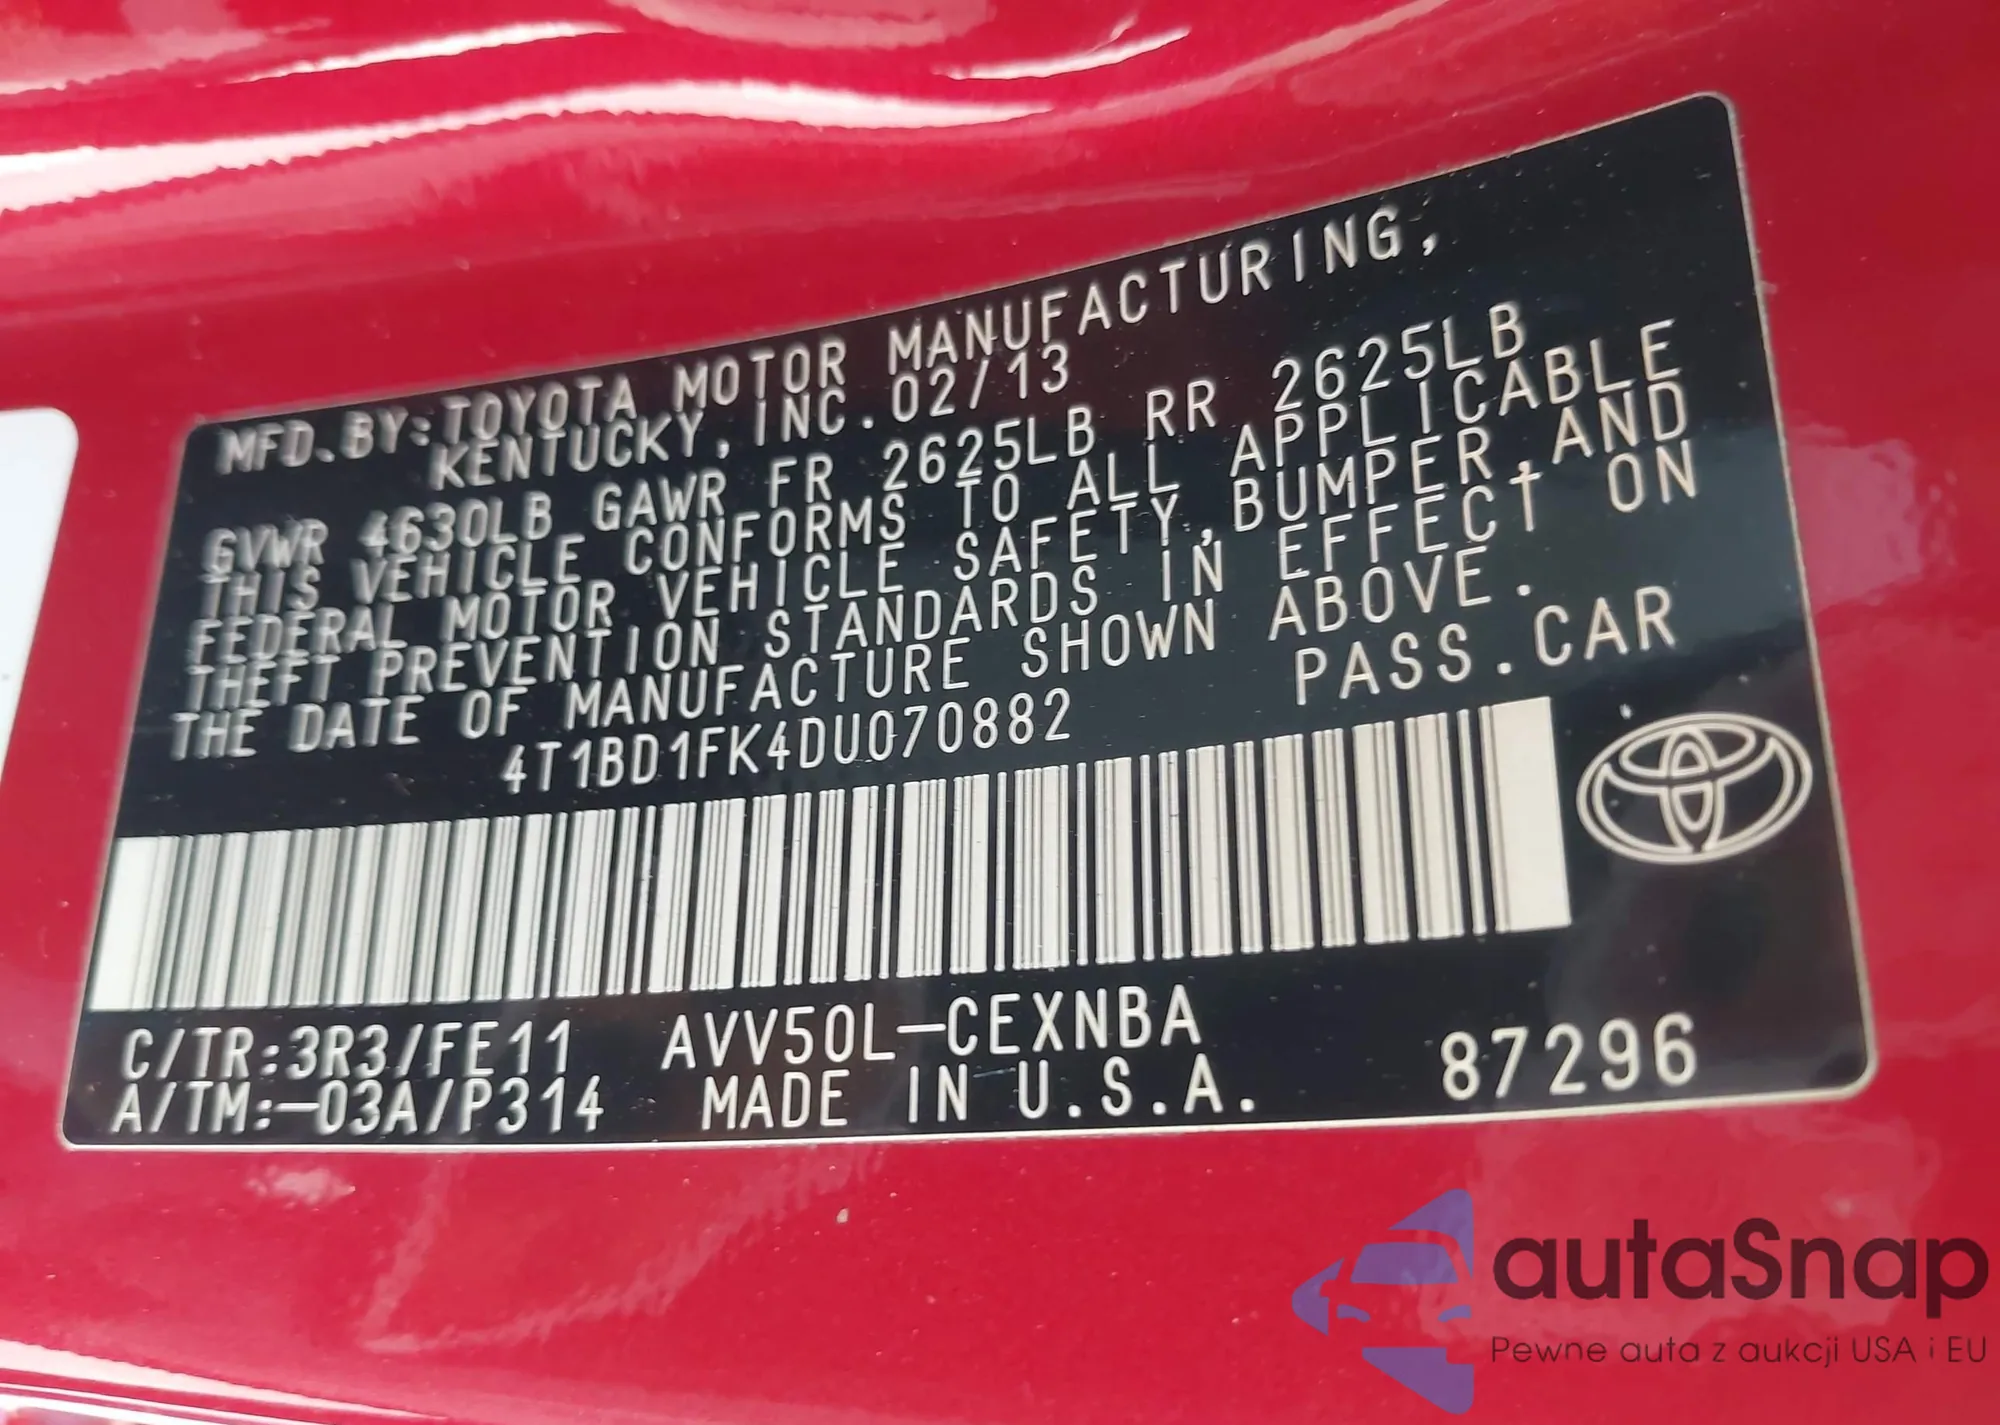 MFD.BY:TOYOTA MOTOR MANUFACTURING,
KENTUCKY,INC.02/13
GVWR 4630LB GAWR FR 2625LB RR 2625LB
THIS VEHICLE CONFORMS TO ALL APPLICABLE
FEDERAL MOTOR VEHICLE SAFETY,BUMPER,AND
THEFT PREVENTION STANDARDS IN EFFECT ON
THE DATE OF MANUFACTURE SHOWN ABOVE.
4T1BD1FK4DU070882 PASS.CAR
C/TR:3R3/FE11 AVV50L-CEXNBA
A/TM:-03A/P314 MADE IN U.S.A. 87296
autaSnap
Pewne auta z aukcji USA i EU